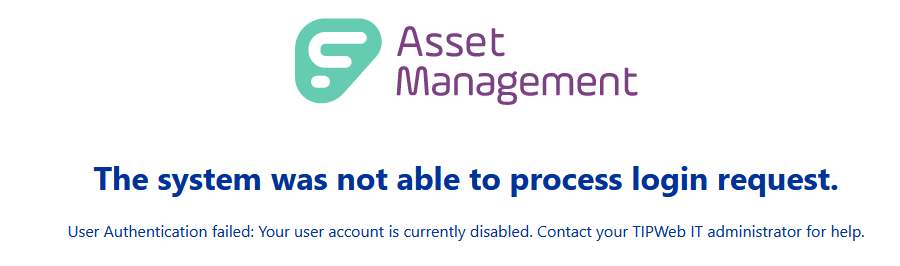 Asset
Management
The system was not able to process login request.
User Authentication failed: Your user account is currently disabled. Contact your TIPWeb IT administrator for help.